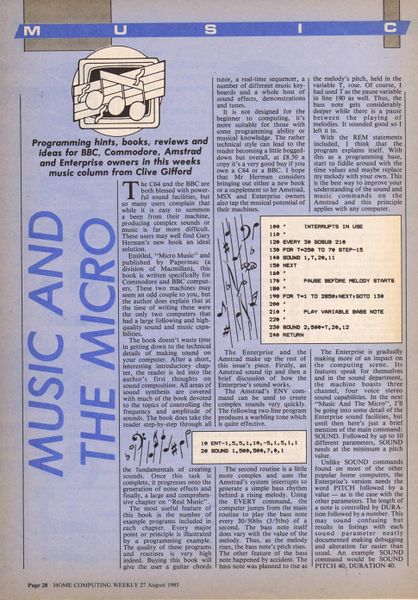 MUSIC
Programming hints, books, reviews and
ideas for BBC, Commodore, Amstrad
and Enterprise owners in this weeks
music column from Clive Gifford
MUSIC AND
THE MICRO
The C64 and the BBC are
both blessed with power-
ful sound facilities, but
so many users complain that
while it is easy to summon
a beep from their machine,
producing complex sounds or
music is far more difficult.
These users may well find Gary
Herman's new book an ideal
solution.
Entitled, "Micro Music" and
published by Papermac (a
division of Macmillan), this
book is written specifically for
Commodore and BBC comput-
ers. These two machines may
seem an odd couple to you, but
the author does explain that at
the time of writing these were
the only two computers that
had a large following and high-
quality sound and music capa-
bilities.
The book doesn't waste time
in getting down to the technical
details of making sound on
your computer. After a short,
interesting introductory chap-
ter, the reader is led into the
author's first thoughts on
sound composition. All areas of
sound synthesis are covered
with much of the book devoted
to the topics of controlling the
frequency and amplitude of
sounds. The book does take the
reader step-by-step through all
the fundamentals of creating
sounds. Once this task is
complete, it progresses onto the
generation of noise effects and
finally, a large and comprehen-
sive chapter on "Real Music".
The most useful feature of
this book is the number of
example programs included in
each chapter. Every major
point or principle is illustrated
by a programming example.
The quality of these programs
and routines is very high
indeed. Buying this book will
give the user a guitar chords
tutor, a real-time sequencer, a
number of different music key-
boards and a whole host of
sound effects, demonstrations
and tunes.
It is not designed for the
beginner to computing, it's
more suitable for those with
some programming ability or
musical knowledge. The rather
technical style can lead to the
reader becoming a little bogged-
down but overall, at £8.50 a
copy it's a very good buy if you
own a C64 or a BBC. I hope
that Mr Herman considers
bringing out either a new book
or a supplement to let Amstrad,
MSX and Enterprise owners
also tap the musical potential of
their machines.
The Enterprise and the
Amstrad make up the rest of
this issue's piece. Firstly, an
Amstrad sound tip and then a
brief discussion of how the
Enterprise's sound works.
The Amstrad's ENV com-
mand can be used to create
complex sounds very quickly.
The following two-line program
produces a warbling tone which
is quite effective.
10 ENT-1,5,5,1,10,-5,1,5,1,1
20 SOUND 1,500,500,7,0,1
The second routine is a little
more complex and uses the
Amstrad's system interrupts to
generate a simple bass rhythm
behind a rising melody. Using
the EVERY command, the
computer jumps from the main
routine to play the bass note
every 30/50ths (3/5ths) of a
second. The bass note itself
does vary with the value of the
melody. Thus, as the melody
rises, the bass note's pitch rises.
The other feature of the bass
note happened by accident. The
bass note was planned to rise as
the melody's pitch, held in the
variable T, rose. Of course, I
had used T as the pause variable
in line 190 as well. Thus, the
bass note gets considerably
deeper while there is a pause
between the playing of
melodies. It sounded good so I
left it in.
With the REM statements
included, I think that the
program explains itself. With
this as a programming base,
start to fiddle around with the
time values and maybe replace
my melody with your own. This
is the best way to improve your
understanding of the sound and
music commands on the
Amstrad and this principle
applies with any computer.
100 ' INTERRUPTS IN USE
110 '
120 EVERY 30 GOSUB 210
130 FOR T=250 TO 70 STEP-15
140 SOUND 1,T,20,11
150 NEXT
160 '
170 ' PAUSE BEFORE MELODY STARTS
180 '
190 FOR T=1 TO 2850:NEXT:GOTO 130
200 '
210 ' PLAY VARIABLE BASS NOTE
220 '
230 SOUND 2,500+T,20,12
240 RETURN
The Enterprise is gradually
making more of an impact on
the computing scene. Its
features speak for themselves
and in the sound department,
the machine boasts three
channel, four voice stereo
sound capabilities. In the next
"Music And The Micro", I'll
be going into some detail of the
Enterprise sound facilities, but
until then here's just a brief
mention of the main command:
SOUND. Followed by up to 10
different parameters, SOUND
needs at the minimum a pitch
value.
Unlike SOUND commands
found on most of the other
popular home computers, the
Enterprise's version needs the
word PITCH followed by a
value — as is the case with the
other parameters. The length of
a note is controlled by DURA-
tion followed by a number. This
may sound confusing but
results in listings with each
sound parameter neatly
documented making debugging
and alteration far easier than
usual. An example SOUND
command would be SOUND
PITCH 40, DURATION 40.
Page 28 HOME COMPUTING WEEKLY 27 August 1985